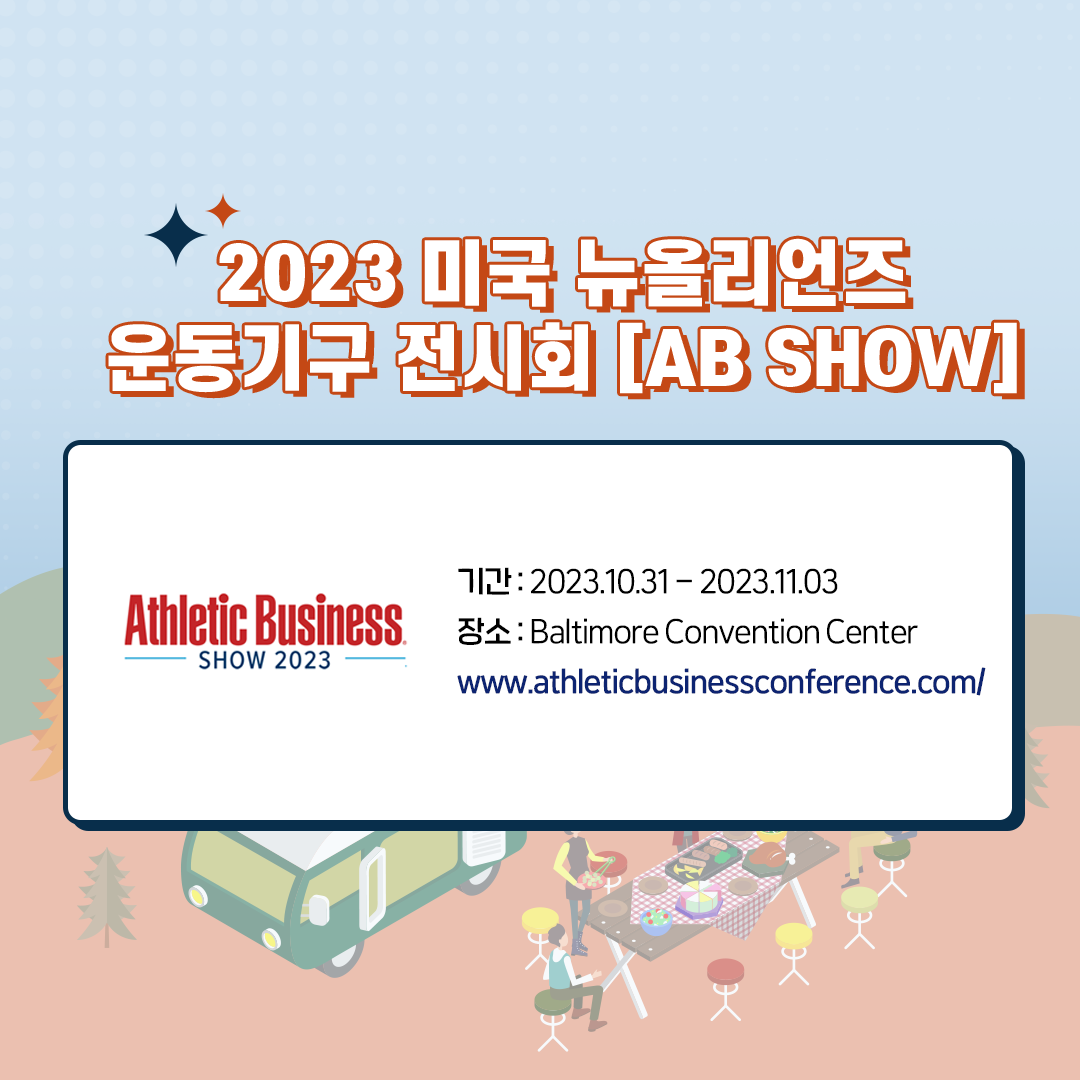 2023 미국 뉴올리언즈
운동기구 전시회 [AB SHOW]
Athletic Business
SHOW 2023
기간 : 2023.10.31 – 2023.11.03
장소 : Baltimore Convention Center
www.athleticbusinessconference.com/